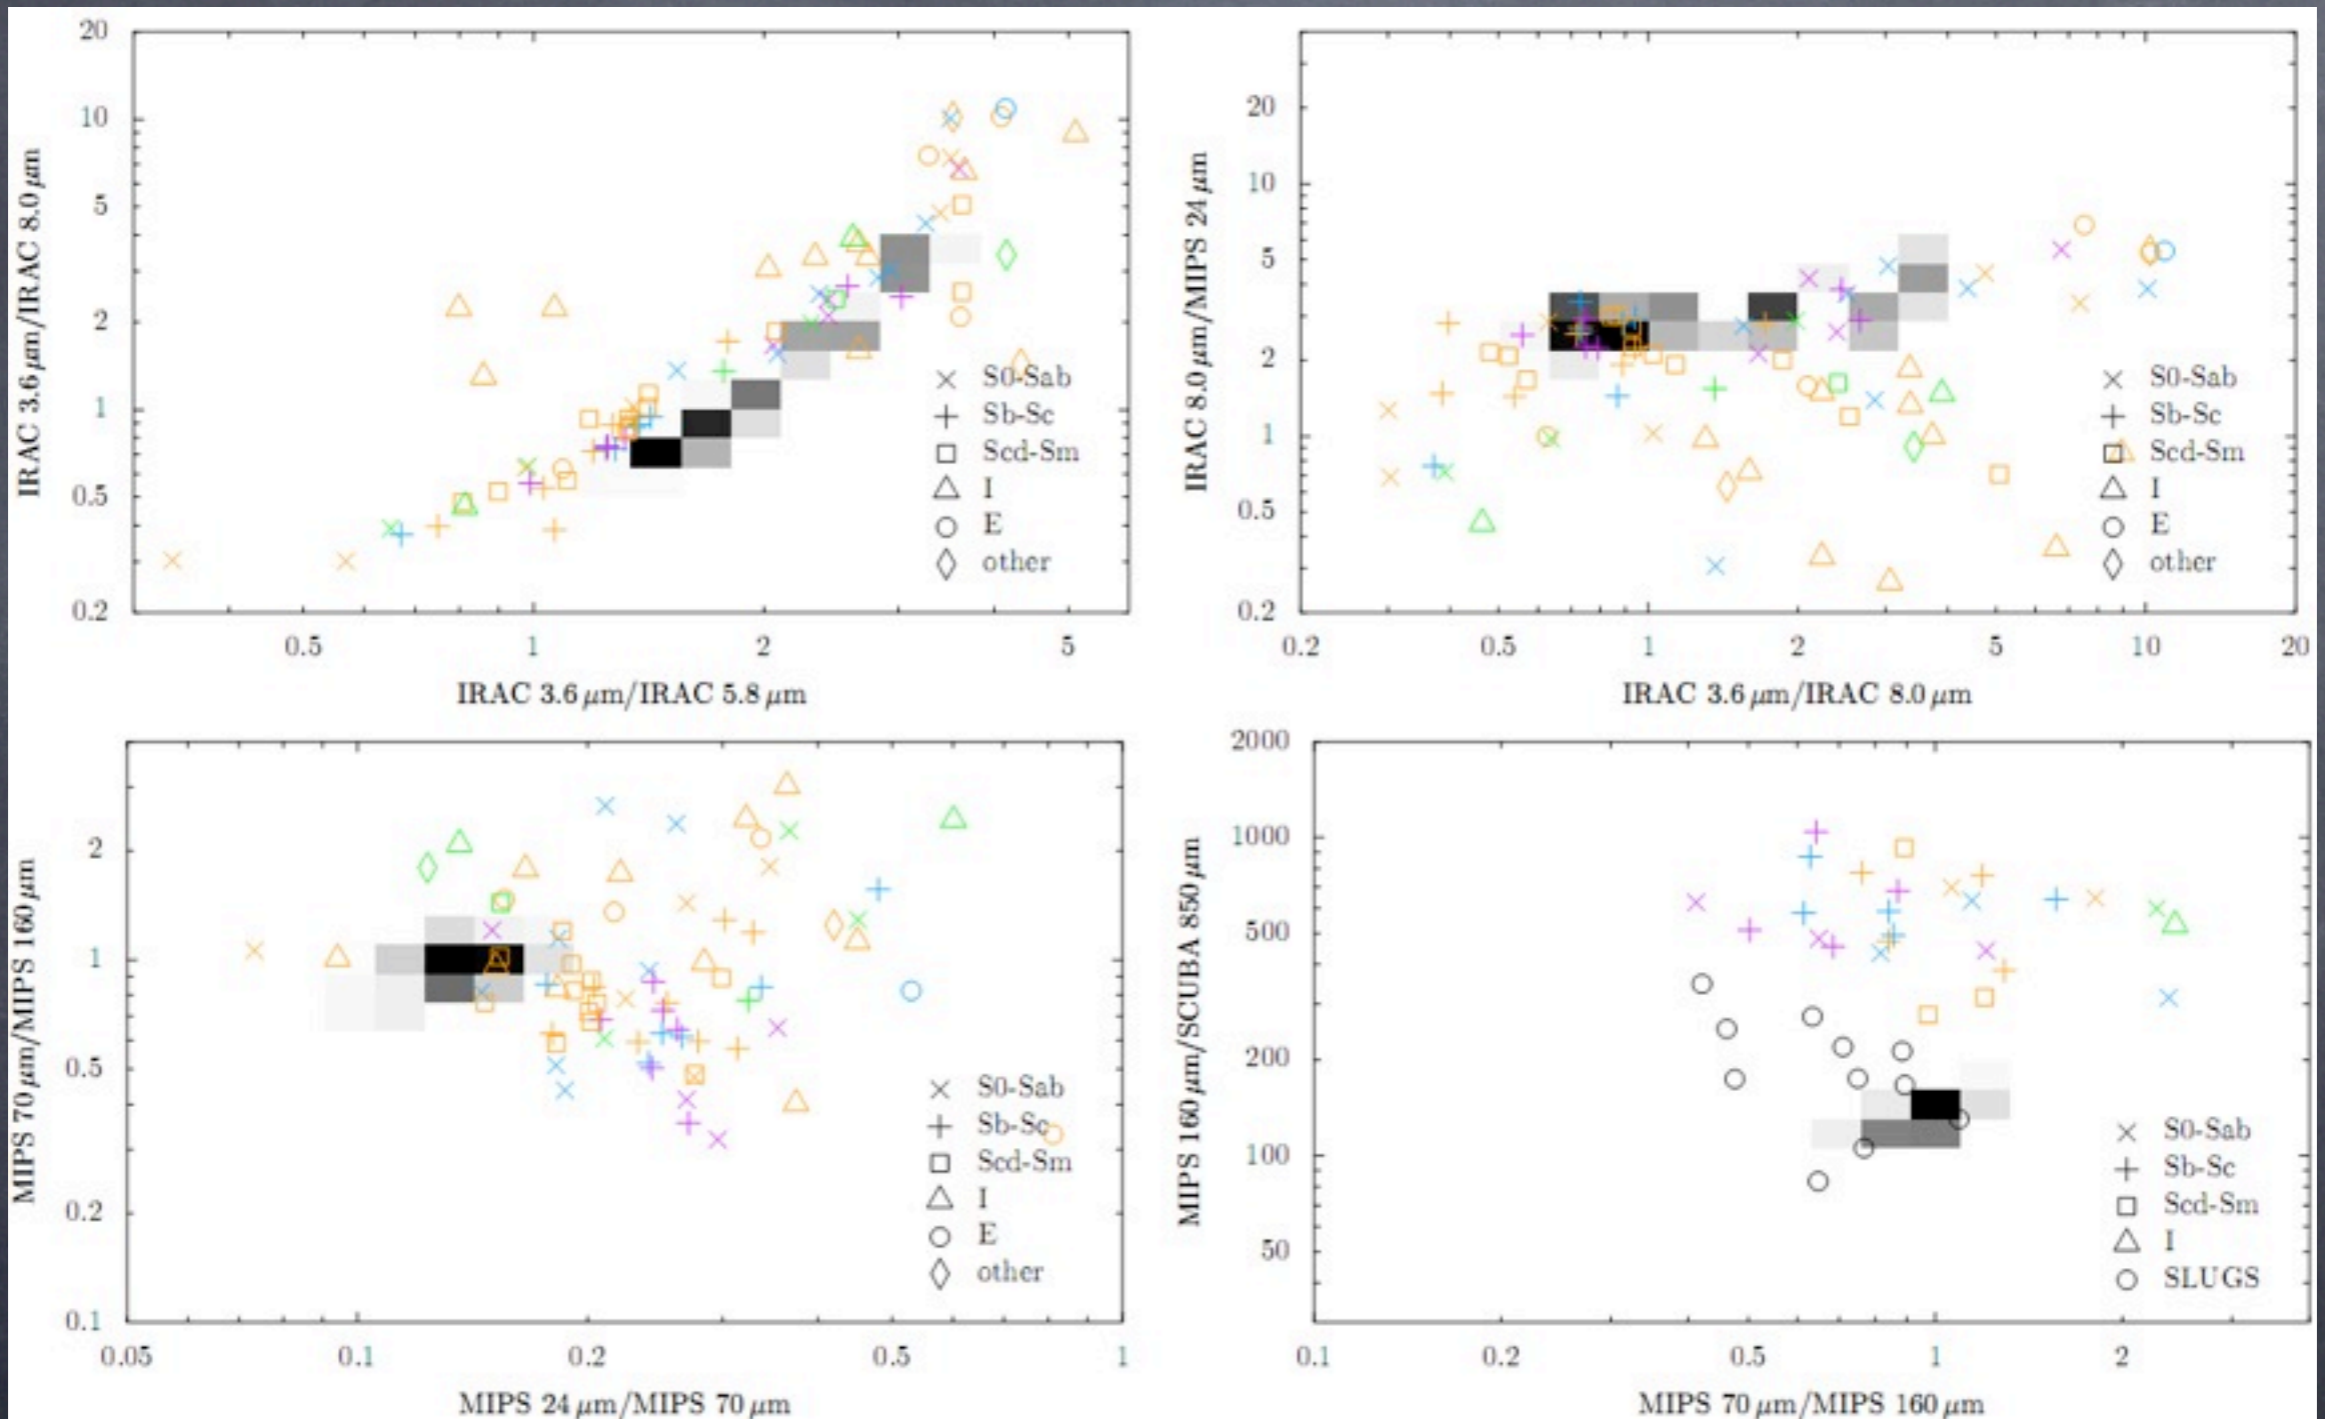 20
10
5
2
1
0.5
0.2
IRAC 3.6 μm/IRAC 8.0 μm
S0-Sab
Sb-Sc
Scd-Sm
I
E
other
0.5 1 2 5
IRAC 3.6 μm/IRAC 5.8 μm
20
10
5
2
1
0.5
0.2
IRAC 8.0 μm/MIPS 24 μm
S0-Sab
Sb-Sc
Scd-Sm
I
E
other
0.2 0.5 1 2 5 10 20
IRAC 3.6 μm/IRAC 8.0 μm
2
1
0.5
0.2
0.1
MIPS 70 μm/MIPS 160 μm
S0-Sab
Sb-Sc
Scd-Sm
I
E
other
0.05 0.1 0.2 0.5 1
MIPS 24 μm/MIPS 70 μm
2000
1000
500
200
100
50
MIPS 160 μm/SCUBA 850 μm
S0-Sab
Sb-Sc
Scd-Sm
I
SLUGS
0.1 0.2 0.5 1 2
MIPS 70 μm/MIPS 160 μm